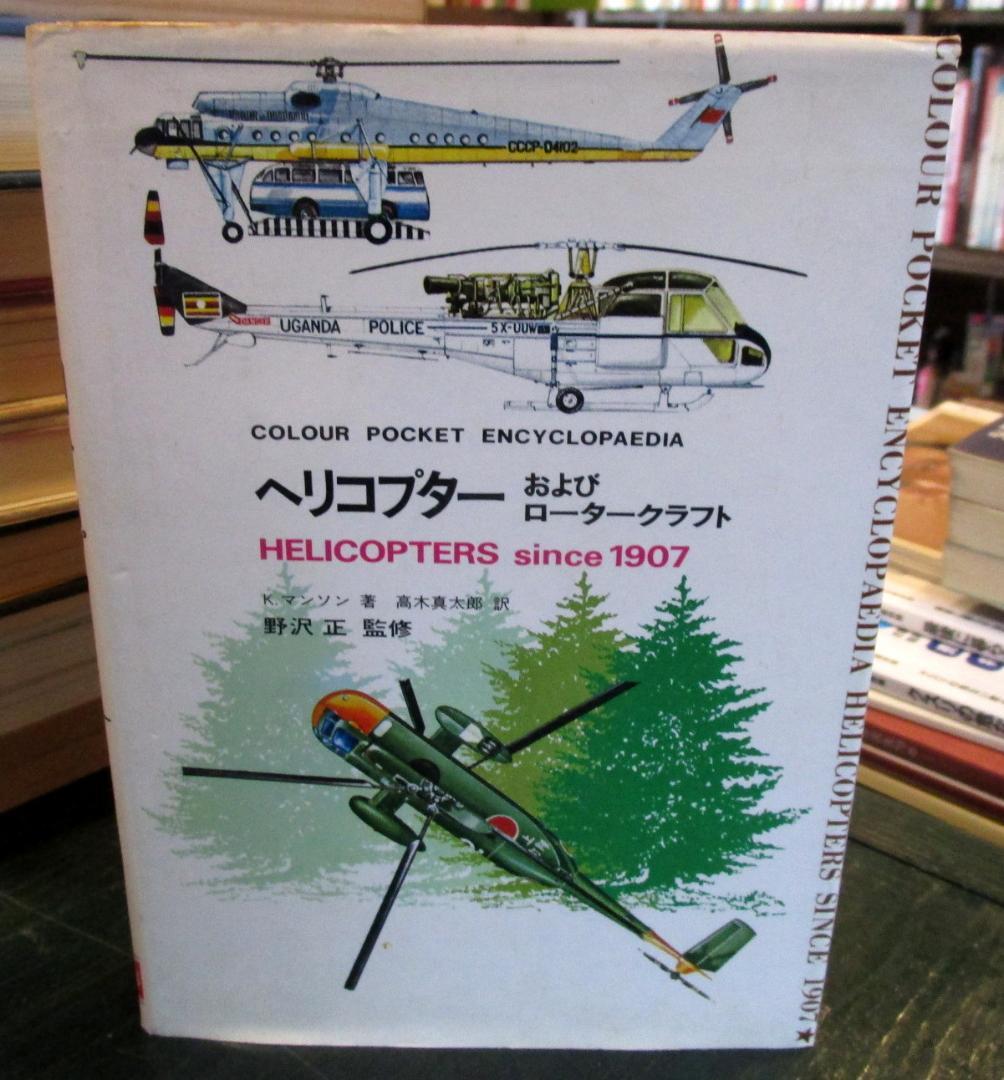 CCCP-04102
DANGER
UGANDA POLICE 5X-UUW
COLOUR POCKET ENCYCLOPAEDIA
ヘリコプター および
ロータークラフト
HELICOPTERS since 1907
K.マンソン 著 高木真太郎 訳
野沢 正 監修
COLOUR POCKET ENCYCLOPAEDIA HELICOPTERS SINCE 1907★